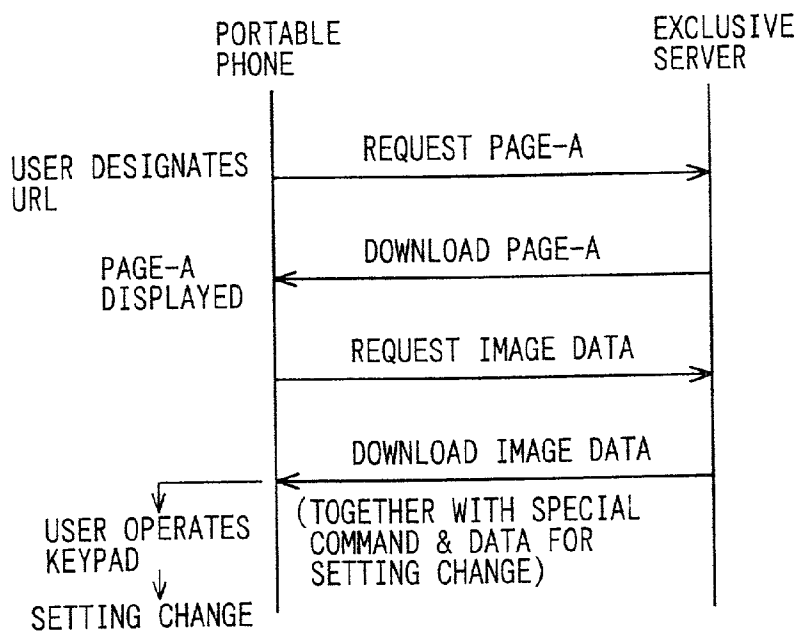 PORTABLE
PHONE
EXCLUSIVE
SERVER
USER DESIGNATES
URL
REQUEST PAGE-A
PAGE-A
DISPLAYED
DOWNLOAD PAGE-A
REQUEST IMAGE DATA
DOWNLOAD IMAGE DATA
(TOGETHER WITH SPECIAL
COMMAND & DATA FOR
SETTING CHANGE)
USER OPERATES
KEYPAD
SETTING CHANGE